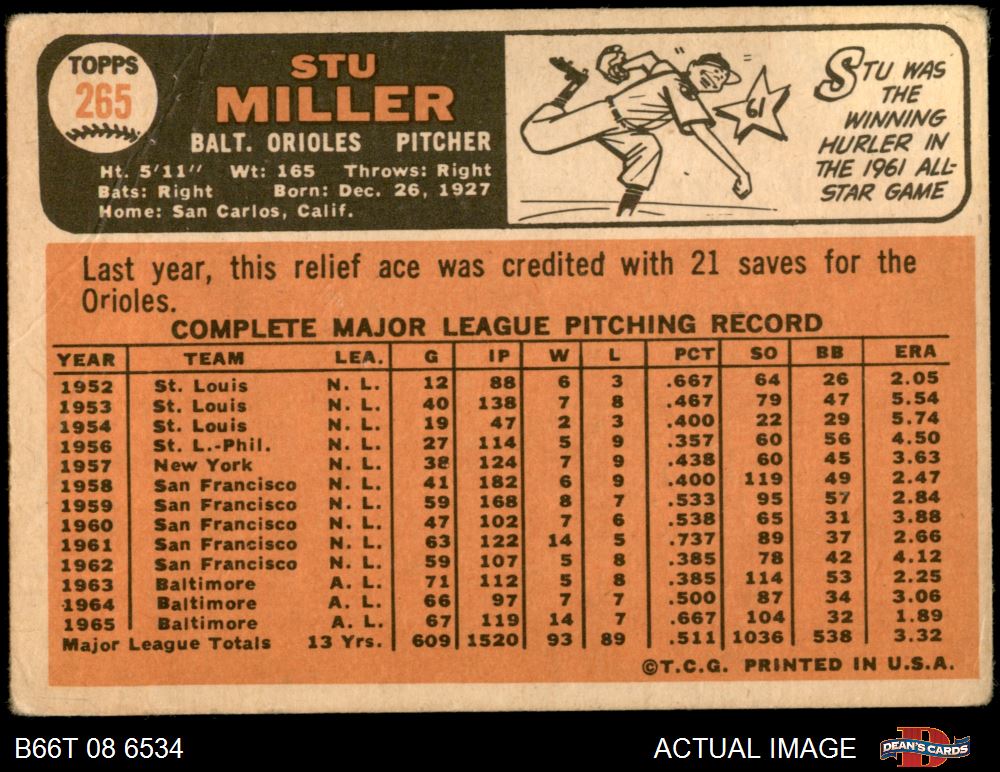 TOPPS
265
STU
MILLER
BALT. ORIOLES PITCHER
Ht. 5'11" Wt: 165 Throws: Right
Bats: Right Born: Dec. 26, 1927
Home: San Carlos, Calif.
61
STU WAS
THE
WINNING
HURLER IN
THE 1961 ALL-
STAR GAME
Last year, this relief ace was credited with 21 saves for the
Orioles.
COMPLETE MAJOR LEAGUE PITCHING RECORD
YEAR TEAM LEA. G IP W L PCT SO BB ERA
1952 St. Louis N. L. 12 88 6 3 .667 64 26 2.05
1953 St. Louis N. L. 40 138 7 8 .467 79 47 5.54
1954 St. Louis N. L. 19 47 2 3 .400 22 29 5.74
1956 St. L.-Phil. N. L. 27 114 5 9 .357 60 56 4.50
1957 New York N. L. 38 124 7 9 .438 60 45 3.63
1958 San Francisco N. L. 41 182 6 9 .400 119 49 2.47
1959 San Francisco N. L. 59 168 8 7 .533 95 57 2.84
1960 San Francisco N. L. 47 102 7 6 .538 65 31 3.88
1961 San Francisco N. L. 63 122 14 5 .737 89 37 2.66
1962 San Francisco N. L. 59 107 5 8 .385 78 42 4.12
1963 Baltimore A. L. 71 112 5 8 .385 114 53 2.25
1964 Baltimore A. L. 66 97 7 7 .500 87 34 3.06
1965 Baltimore A. L. 67 119 14 7 .667 104 32 1.89
Major League Totals 13 Yrs. 609 1520 93 89 .511 1036 538 3.32
©T.C.G. PRINTED IN U.S.A.
B66T 08 6534 ACTUAL IMAGE DEAN'S CARDS